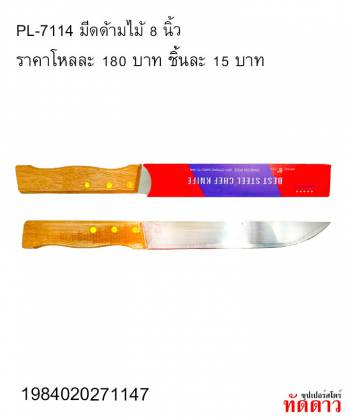 PL-7114 มีดด้ามไม้ 8 นิ้ว
ราคาโหลละ 180 บาท ชิ้นละ 15 บาท
BEST STEEL CHEF KNIFE
1984020271147
ซุปเปอร์สโตร์
ทัดดาว